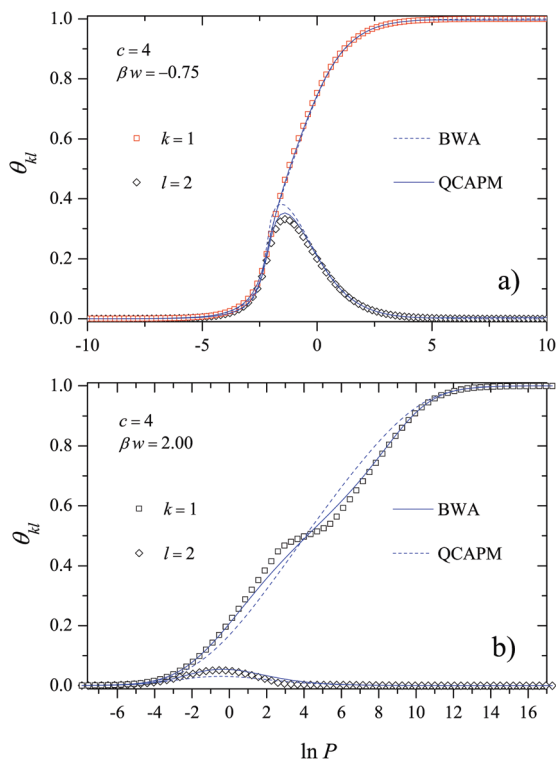 1.0
0.8
0.6
0.4
0.2
0.0
θkl
c = 4
βw = –0.75
k = 1
l = 2
BWA
QCAPM
a)
-10 -5 0 5 10
1.0
0.8
0.6
0.4
0.2
0.0
θkl
c = 4
βw = 2.00
k = 1
l = 2
BWA
QCAPM
b)
-6 -4 -2 0 2 4 6 8 10 12 14 16
ln P